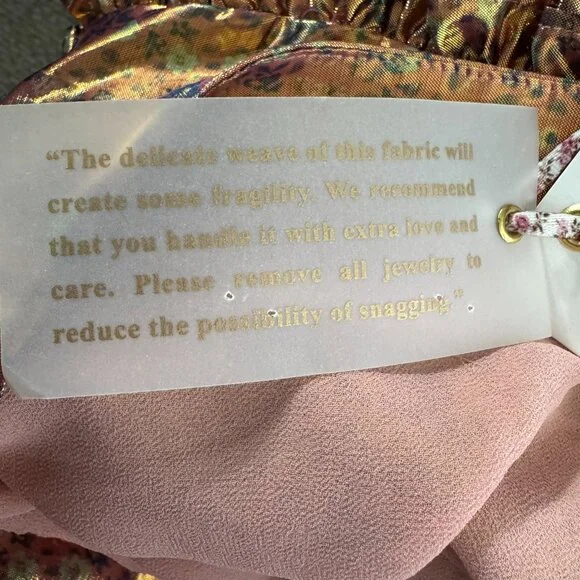 “The delicate weave of this fabric will
create some fragility. We recommend
that you handle it with extra love and
care. Please remove all jewelry to
reduce the possibility of snagging.”